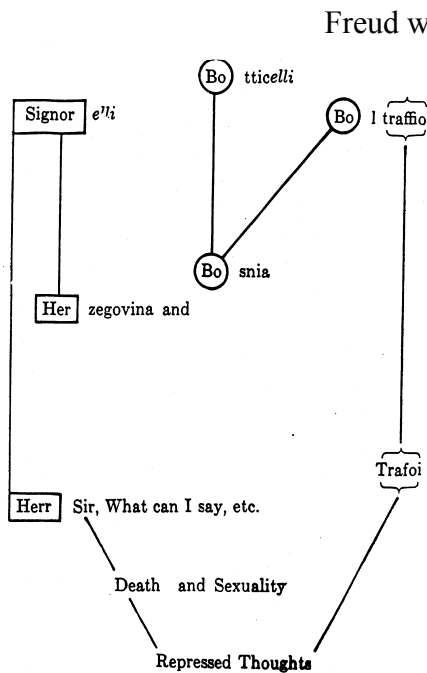 Freud w
Bo tticelli
Signor elli Bo ltraffio
Bo snia
Her zegovina and
Trafoi
Herr Sir, What can I say, etc.
Death and Sexuality
Repressed Thoughts